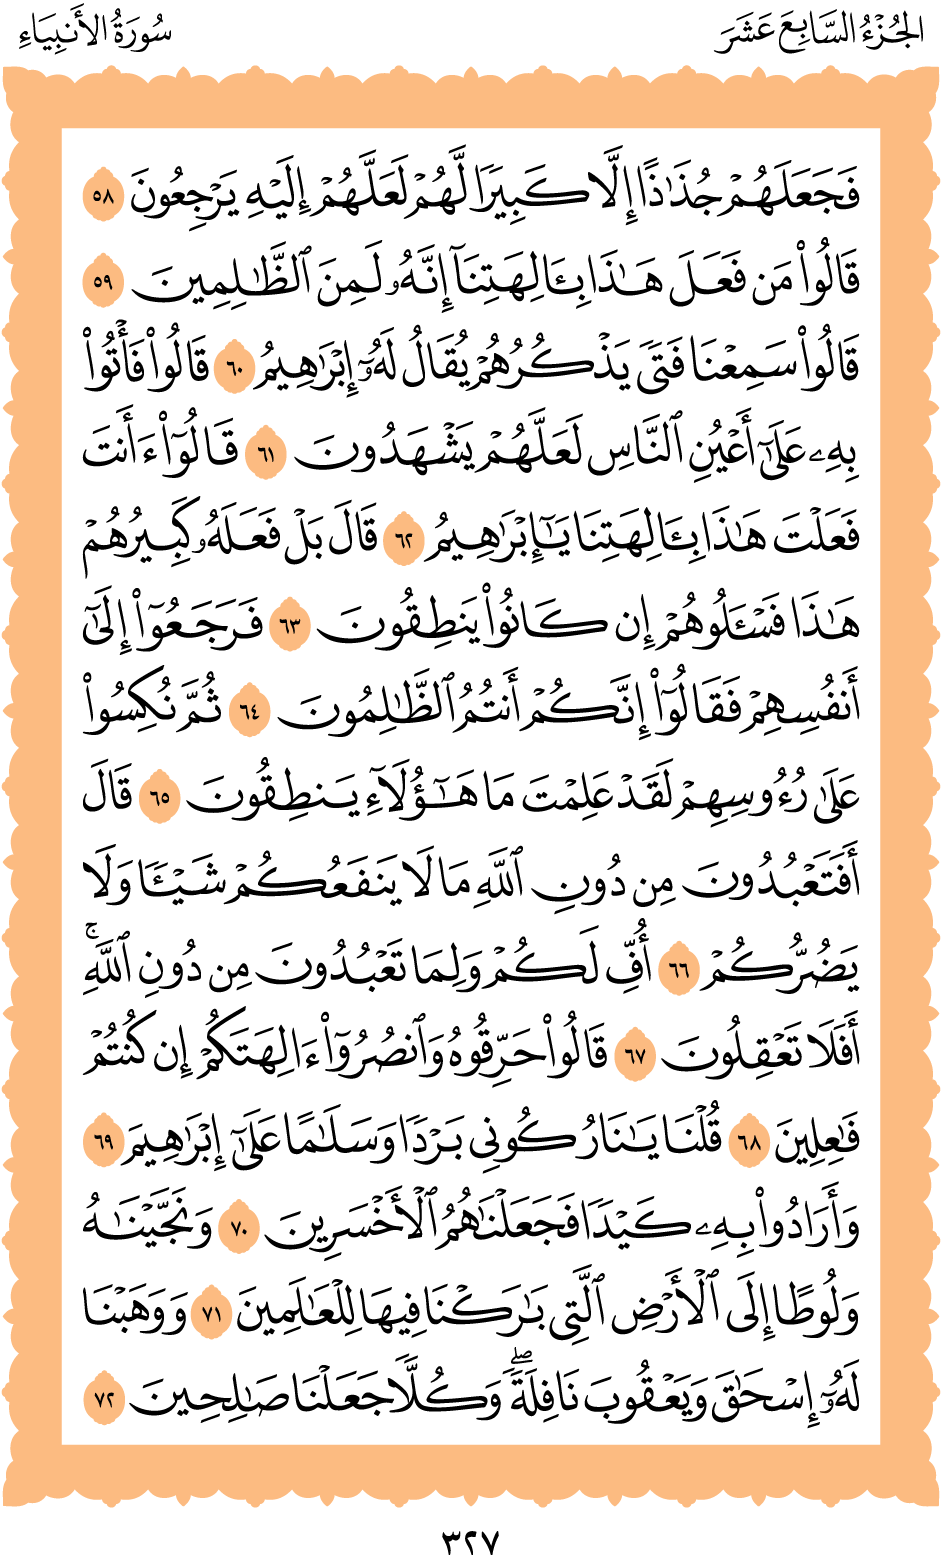 الجُزْءُ السَّابِعَ عَشَرَ
سُورَةُ الأَنبِيَاءِ
فَجَعَلَهُمْ جُذَٰذًا إِلَّا كَبِيرًا لَّهُمْ لَعَلَّهُمْ إِلَيْهِ يَرْجِعُونَ ٥٨
قَالُوا۟ مَن فَعَلَ هَٰذَا بِـَٔالِهَتِنَآ إِنَّهُۥ لَمِنَ ٱلظَّٰلِمِينَ ٥٩
قَالُوا۟ سَمِعْنَا فَتًى يَذْكُرُهُمْ يُقَالُ لَهُۥٓ إِبْرَٰهِيمُ ٦٠ قَالُوا۟ فَأْتُوا۟
بِهِۦ عَلَىٰٓ أَعْيُنِ ٱلنَّاسِ لَعَلَّهُمْ يَشْهَدُونَ ٦١ قَالُوٓا۟ ءَأَنتَ
فَعَلْتَ هَٰذَا بِـَٔالِهَتِنَا يَٰٓإِبْرَٰهِيمُ ٦٢ قَالَ بَلْ فَعَلَهُۥ كَبِيرُهُمْ
هَٰذَا فَسْـَٔلُوهُمْ إِن كَانُوا۟ يَنطِقُونَ ٦٣ فَرَجَعُوٓا۟ إِلَىٰٓ
أَنفُسِهِمْ فَقَالُوٓا۟ إِنَّكُمْ أَنتُمُ ٱلظَّٰلِمُونَ ٦٤ ثُمَّ نُكِسُوا۟
عَلَىٰ رُءُوسِهِمْ لَقَدْ عَلِمْتَ مَا هَٰٓؤُلَآءِ يَنطِقُونَ ٦٥ قَالَ
أَفَتَعْبُدُونَ مِن دُونِ ٱللَّهِ مَا لَا يَنفَعُكُمْ شَيْـًٔا وَلَا
يَضُرُّكُمْ ٦٦ أُفٍّ لَّكُمْ وَلِمَا تَعْبُدُونَ مِن دُونِ ٱللَّهِ ۚ
أَفَلَا تَعْقِلُونَ ٦٧ قَالُوا۟ حَرِّقُوهُ وَٱنصُرُوٓا۟ ءَالِهَتَكُمْ إِن كُنتُمْ
فَٰعِلِينَ ٦٨ قُلْنَا يَٰنَارُ كُونِى بَرْدًا وَسَلَٰمًا عَلَىٰٓ إِبْرَٰهِيمَ ٦٩
وَأَرَادُوا۟ بِهِۦ كَيْدًا فَجَعَلْنَٰهُمُ ٱلْأَخْسَرِينَ ٧٠ وَنَجَّيْنَٰهُ
وَلُوطًا إِلَى ٱلْأَرْضِ ٱلَّتِى بَٰرَكْنَا فِيهَا لِلْعَٰلَمِينَ ٧١ وَوَهَبْنَا
لَهُۥٓ إِسْحَٰقَ وَيَعْقُوبَ نَافِلَةً ۖ وَكُلًّا جَعَلْنَا صَٰلِحِينَ ٧٢
٣٢٧